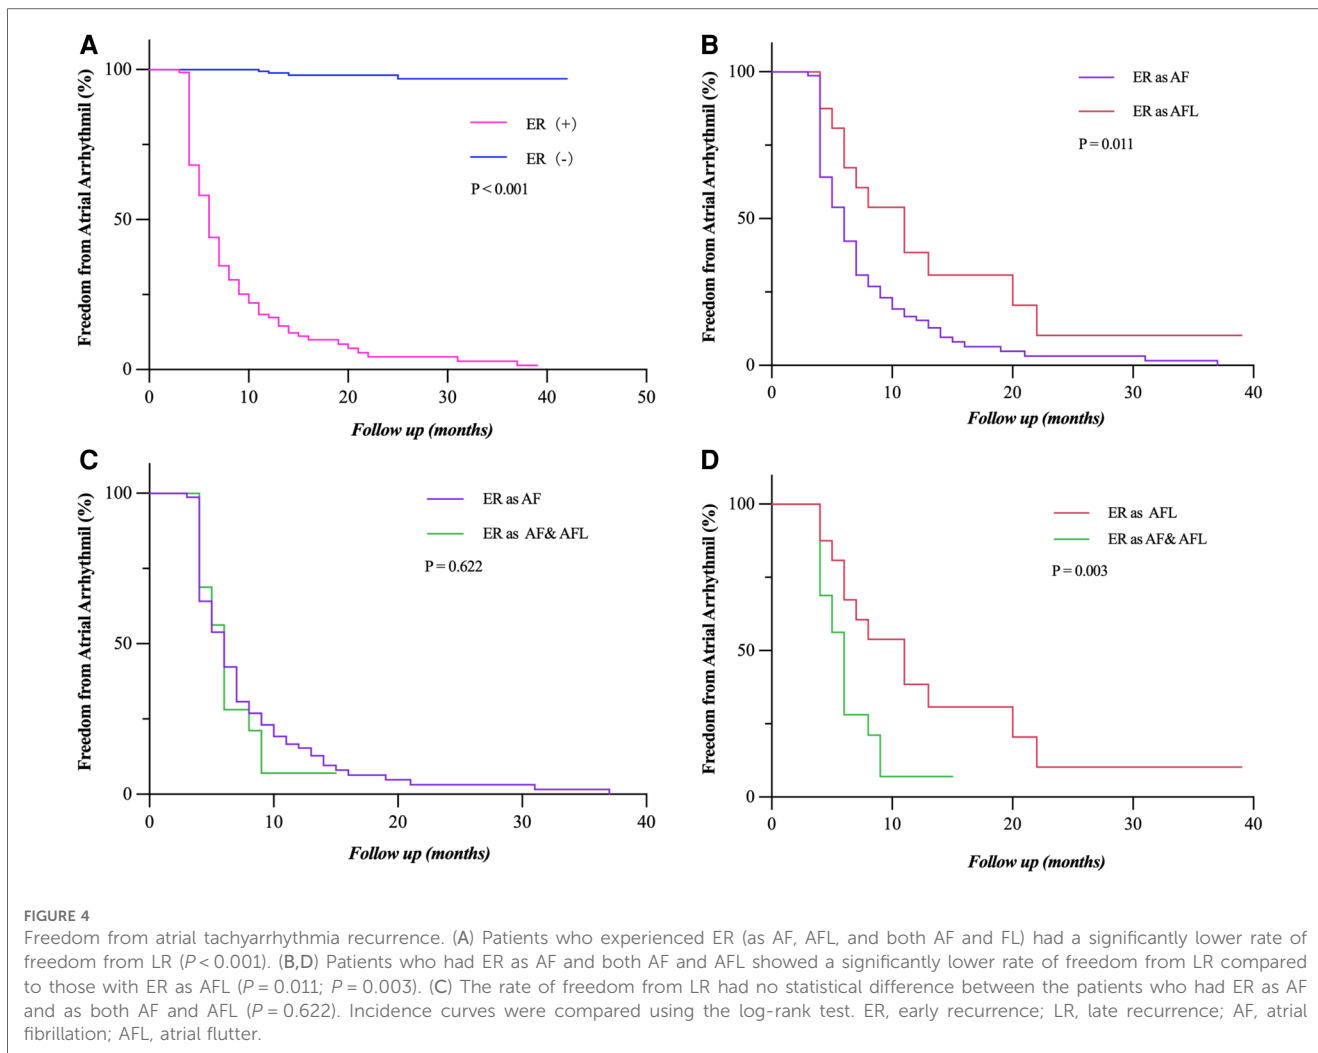 A
Freedom from Atrial Arrhythmil (%)
100
50
0
ER (+)
ER (-)
P < 0.001
0 10 20 30 40 50
Follow up (months)
B
Freedom from Atrial Arrhythmil (%)
100
50
0
ER as AF
ER as AFL
P = 0.011
0 10 20 30 40
Follow up (months)
C
Freedom from Atrial Arrhythmil (%)
100
50
0
ER as AF
ER as AF& AFL
P = 0.622
0 10 20 30 40
Follow up (months)
D
Freedom from Atrial Arrhythmil (%)
100
50
0
ER as AFL
ER as AF& AFL
P = 0.003
0 10 20 30 40
Follow up (months)
FIGURE 4
Freedom from atrial tachyarrhythmia recurrence. (A) Patients who experienced ER (as AF, AFL, and both AF and FL) had a significantly lower rate of
freedom from LR (P < 0.001). (B,D) Patients who had ER as AF and both AF and AFL showed a significantly lower rate of freedom from LR compared
to those with ER as AFL (P = 0.011; P = 0.003). (C) The rate of freedom from LR had no statistical difference between the patients who had ER as AF
and as both AF and AFL (P = 0.622). Incidence curves were compared using the log-rank test. ER, early recurrence; LR, late recurrence; AF, atrial
fibrillation; AFL, atrial flutter.